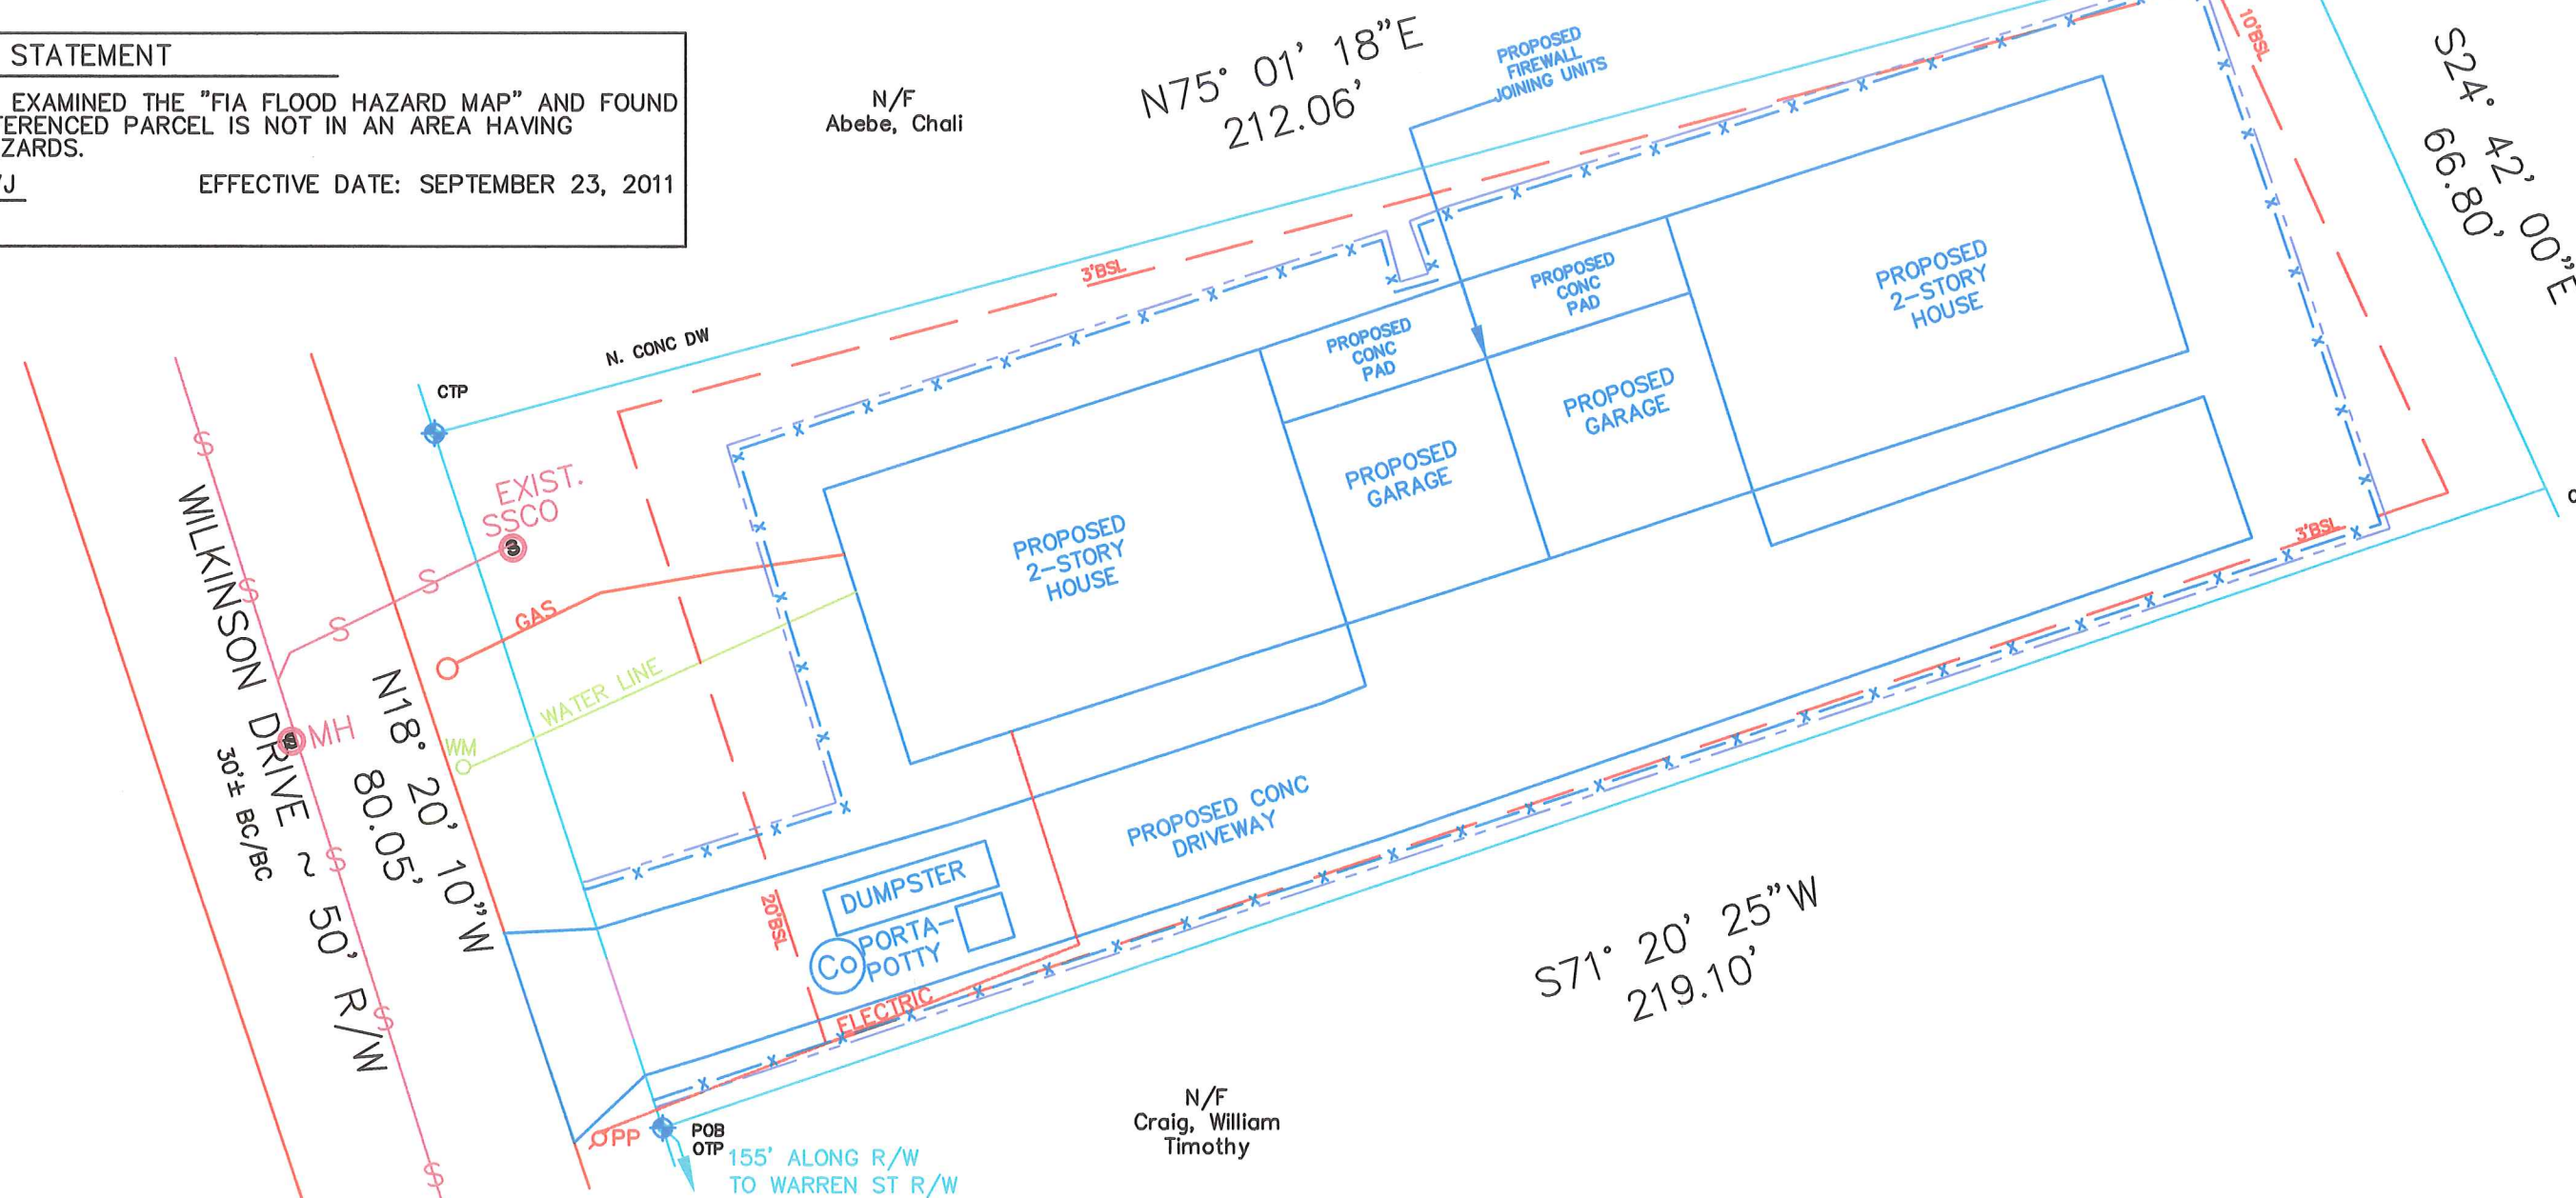 STATEMENT
EXAMINED THE "FIA FLOOD HAZARD MAP" AND FOUND
PARCEL IS NOT IN AN AREA HAVING
EFFECTIVE DATE: SEPTEMBER 23, 2011
N/F
Abebe, Chali
N75° 01' 18"E
212.06'
PROPOSED
FIREWALL
JOINING UNITS
10'BSL
S24° 42' 00"E
66.80'
3'BSL
N. CONC DW
CTP
PROPOSED
CONC
PAD
PROPOSED
CONC
PAD
PROPOSED
2-STORY
HOUSE
PROPOSED
GARAGE
PROPOSED
GARAGE
PROPOSED
2-STORY
HOUSE
EXIST.
SSCO
S
S
S
S
S
S
S
S
GAS
WATER LINE
WM
MH
WILKINSON DRIVE ~ 50' R/W
30'± BC/BC
N18° 20' 10"W
80.05'
3'BSL
PROPOSED CONC
DRIVEWAY
20'BSL
DUMPSTER
PORTA-
POTTY
Co
ELECTRIC
PP
POB
OTP
155' ALONG R/W
TO WARREN ST R/W
S71° 20' 25"W
219.10'
N/F
Craig, William
Timothy